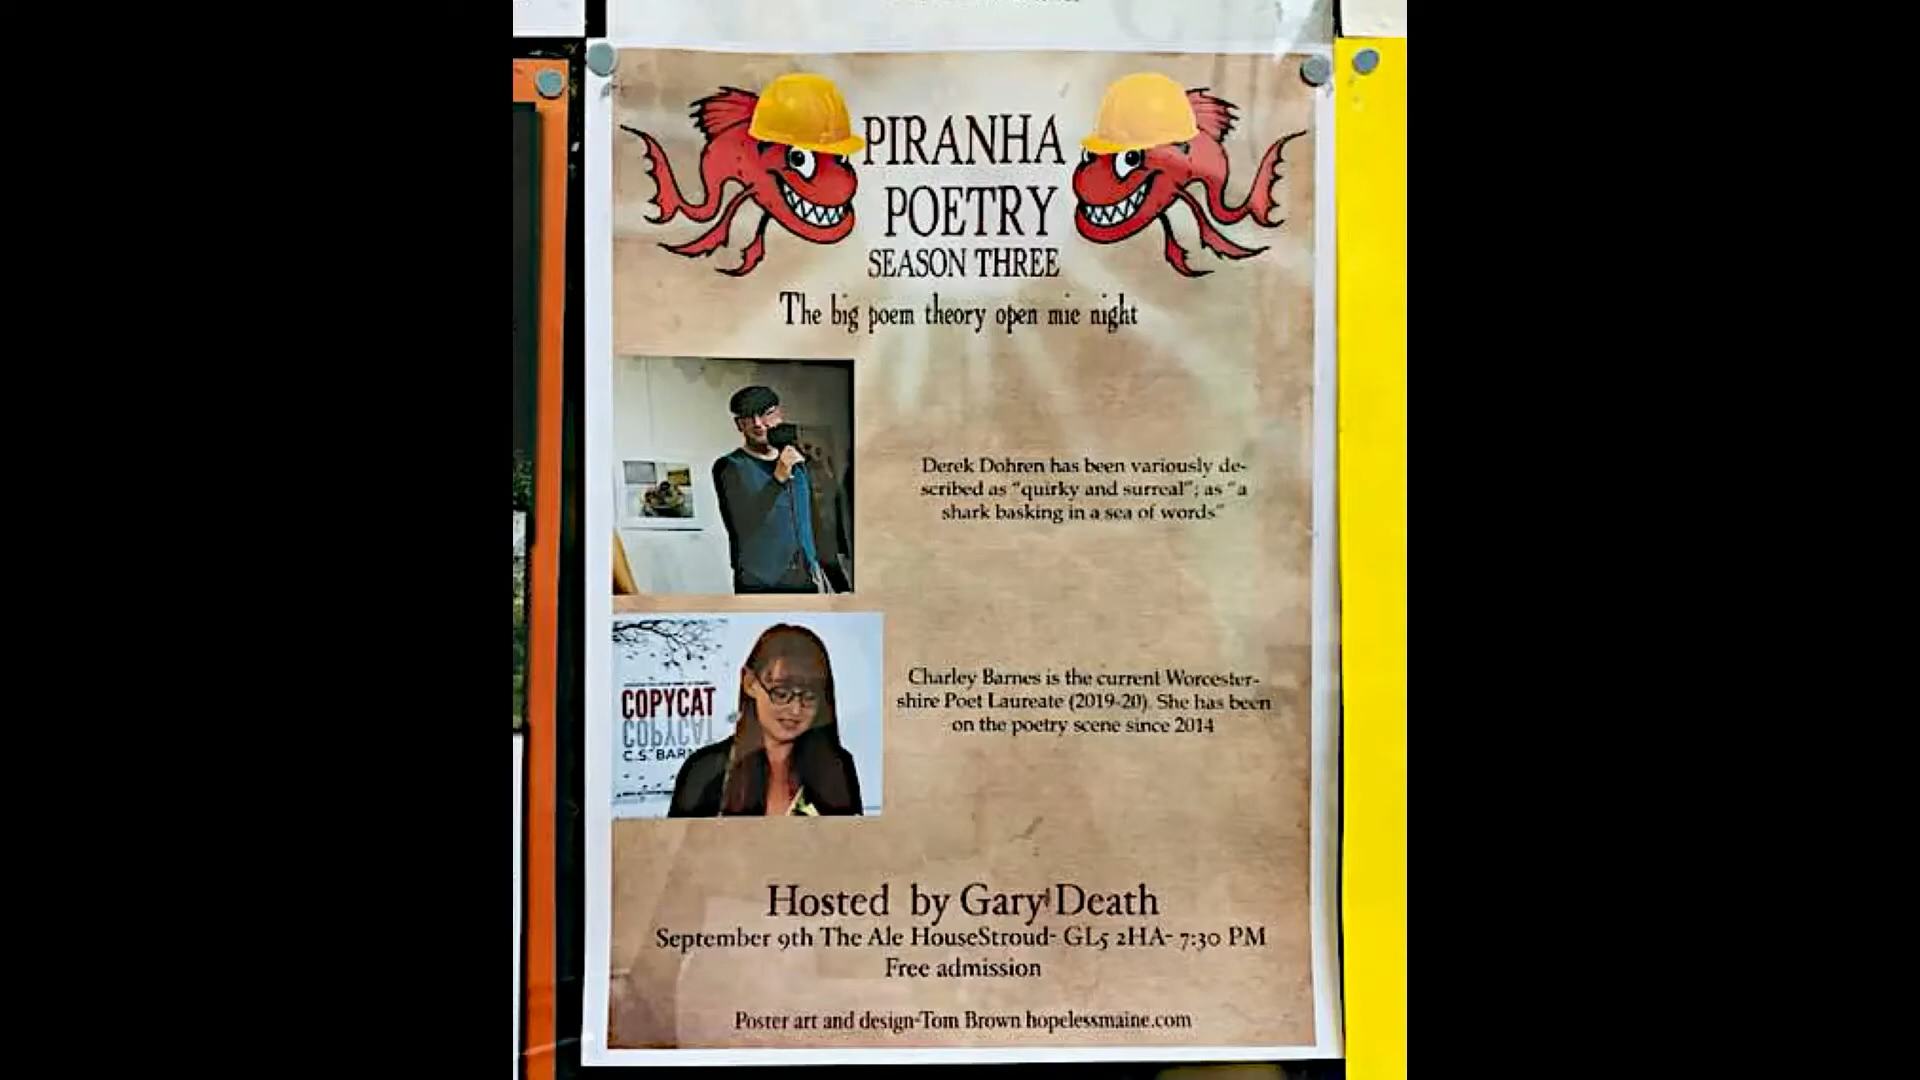 PIRANHA
POETRY
SEASON THREE
The big poem theory open mic night
Derek Dohren has been variously de-
scribed as "quirky and surreal"; as "a
shark basking in a sea of words"
COPYCAT
COPYCAT
C.S. BARN
Charley Barnes is the current Worcester-
shire Poet Laureate (2019-20). She has been
on the poetry scene since 2014
Hosted by Gary Death
September 9th The Ale HouseStroud- GL5 2HA- 7:30 PM
Free admission
Poster art and design-Tom Brown hopelessmaine.com